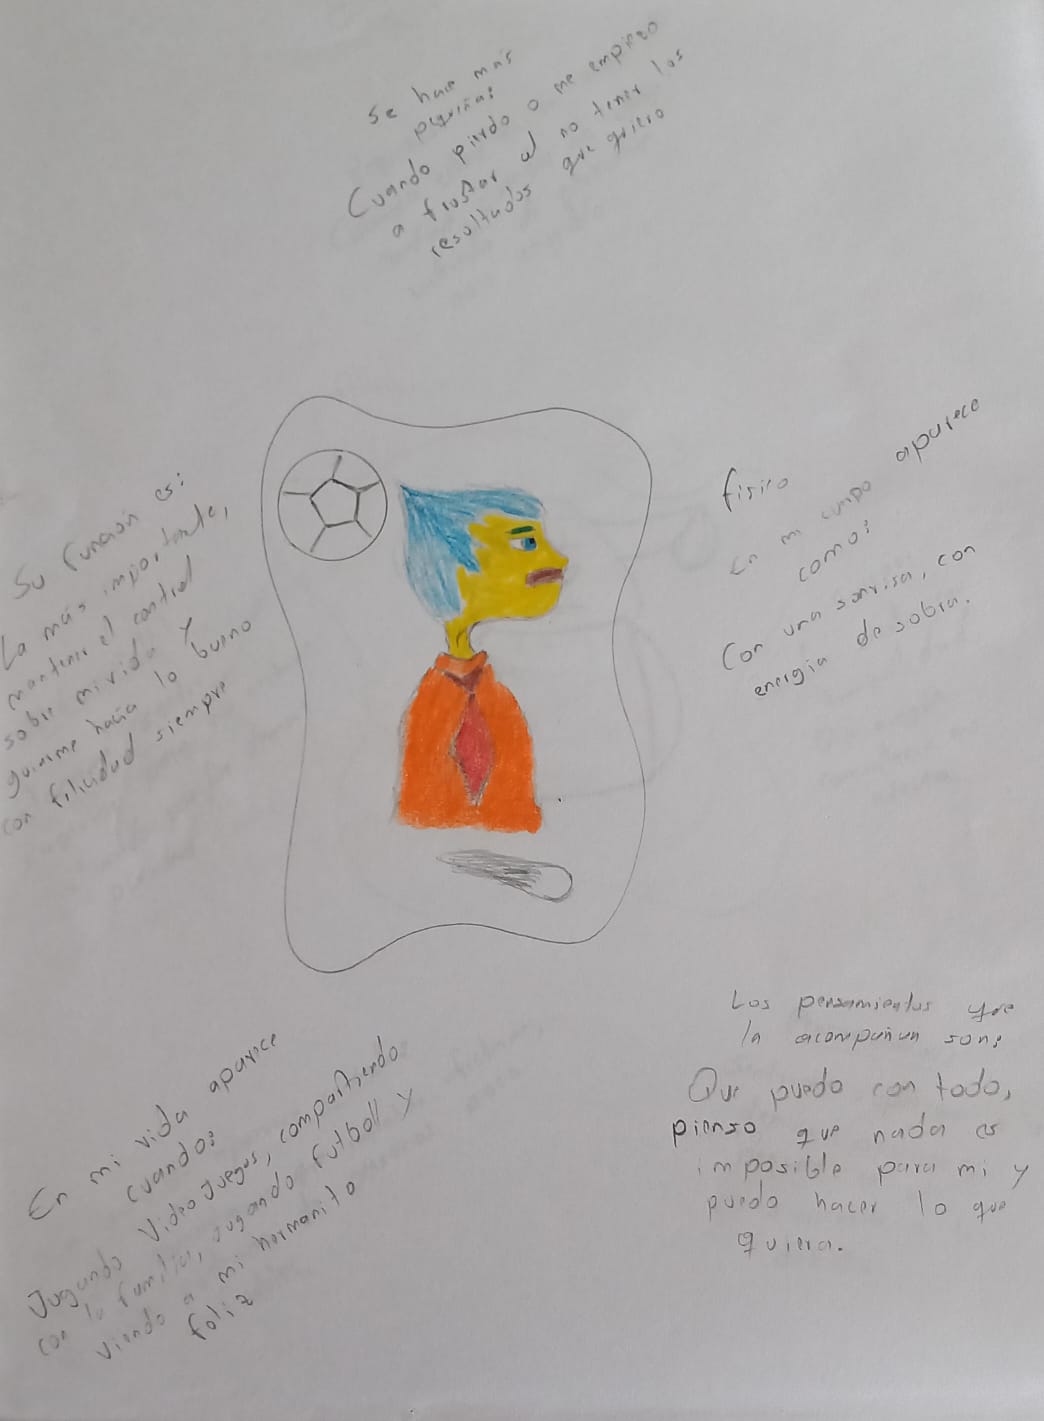 Se hace más
pequeña:
Cuando pierdo o me empiezo
a frustar al no tener los
resultados que quiero
Su función es:
La más importante,
mantener el control
sobre mi vida y
guiarme hacia lo bueno
con felicidad siempre
físico
En mi cuerpo aparece
como:
Con una sonrisa, con
energia de sobra.
En mi vida aparece
cuando:
Jugando Videojuegos, compartiendo
con la familia, Jugando futboll y
viendo a mi hermanito
feliz
Los pensamientos que
la acompañan son:
Que puedo con todo,
pienso que nada es
imposible para mi y
puedo hacer lo que
quiera.